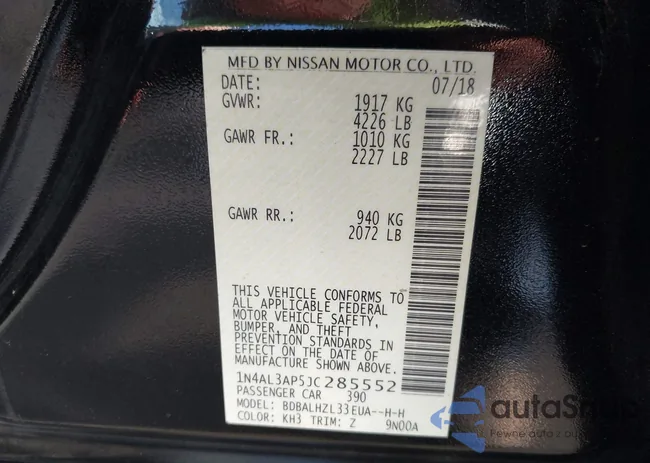 MFD BY NISSAN MOTOR CO., LTD.
DATE: 07/18
GVWR: 1917 KG
4226 LB
GAWR FR.: 1010 KG
2227 LB
GAWR RR.: 940 KG
2072 LB
THIS VEHICLE CONFORMS TO
ALL APPLICABLE FEDERAL
MOTOR VEHICLE SAFETY,
BUMPER, AND THEFT
PREVENTION STANDARDS IN
EFFECT ON THE DATE OF
MANUFACTURE SHOWN ABOVE.
1N4AL3AP5JC285552
PASSENGER CAR 390
MODEL: BDBALHZL33EUA--H-H
COLOR: KH3 TRIM: Z 9N00A
Pewne auto z